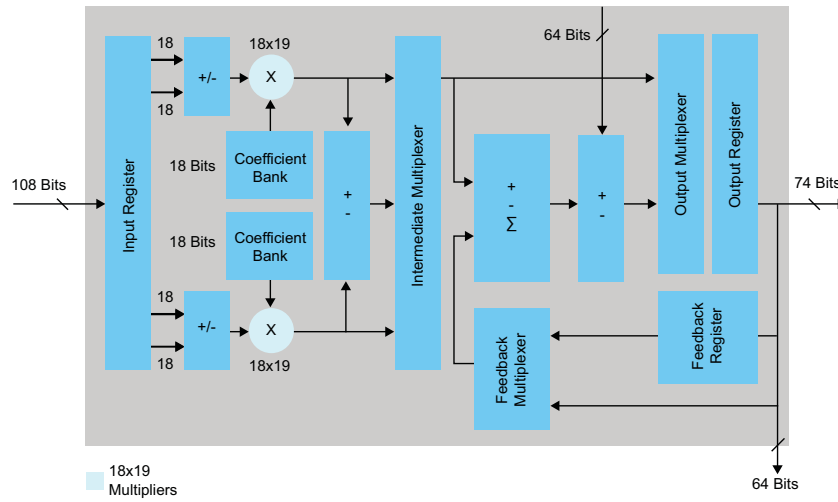 18
18
+/-
18x19
X
64 Bits
18 Bits
Coefficient
Bank
108 Bits
Input Register
+
-
Intermediate Multiplexer
+
-
Σ
+
-
Output Multiplexer
Output Register
74 Bits
18 Bits
Coefficient
Bank
18
18
+/-
X
18x19
Feedback
Multiplexer
Feedback
Register
64 Bits
18x19
Multipliers